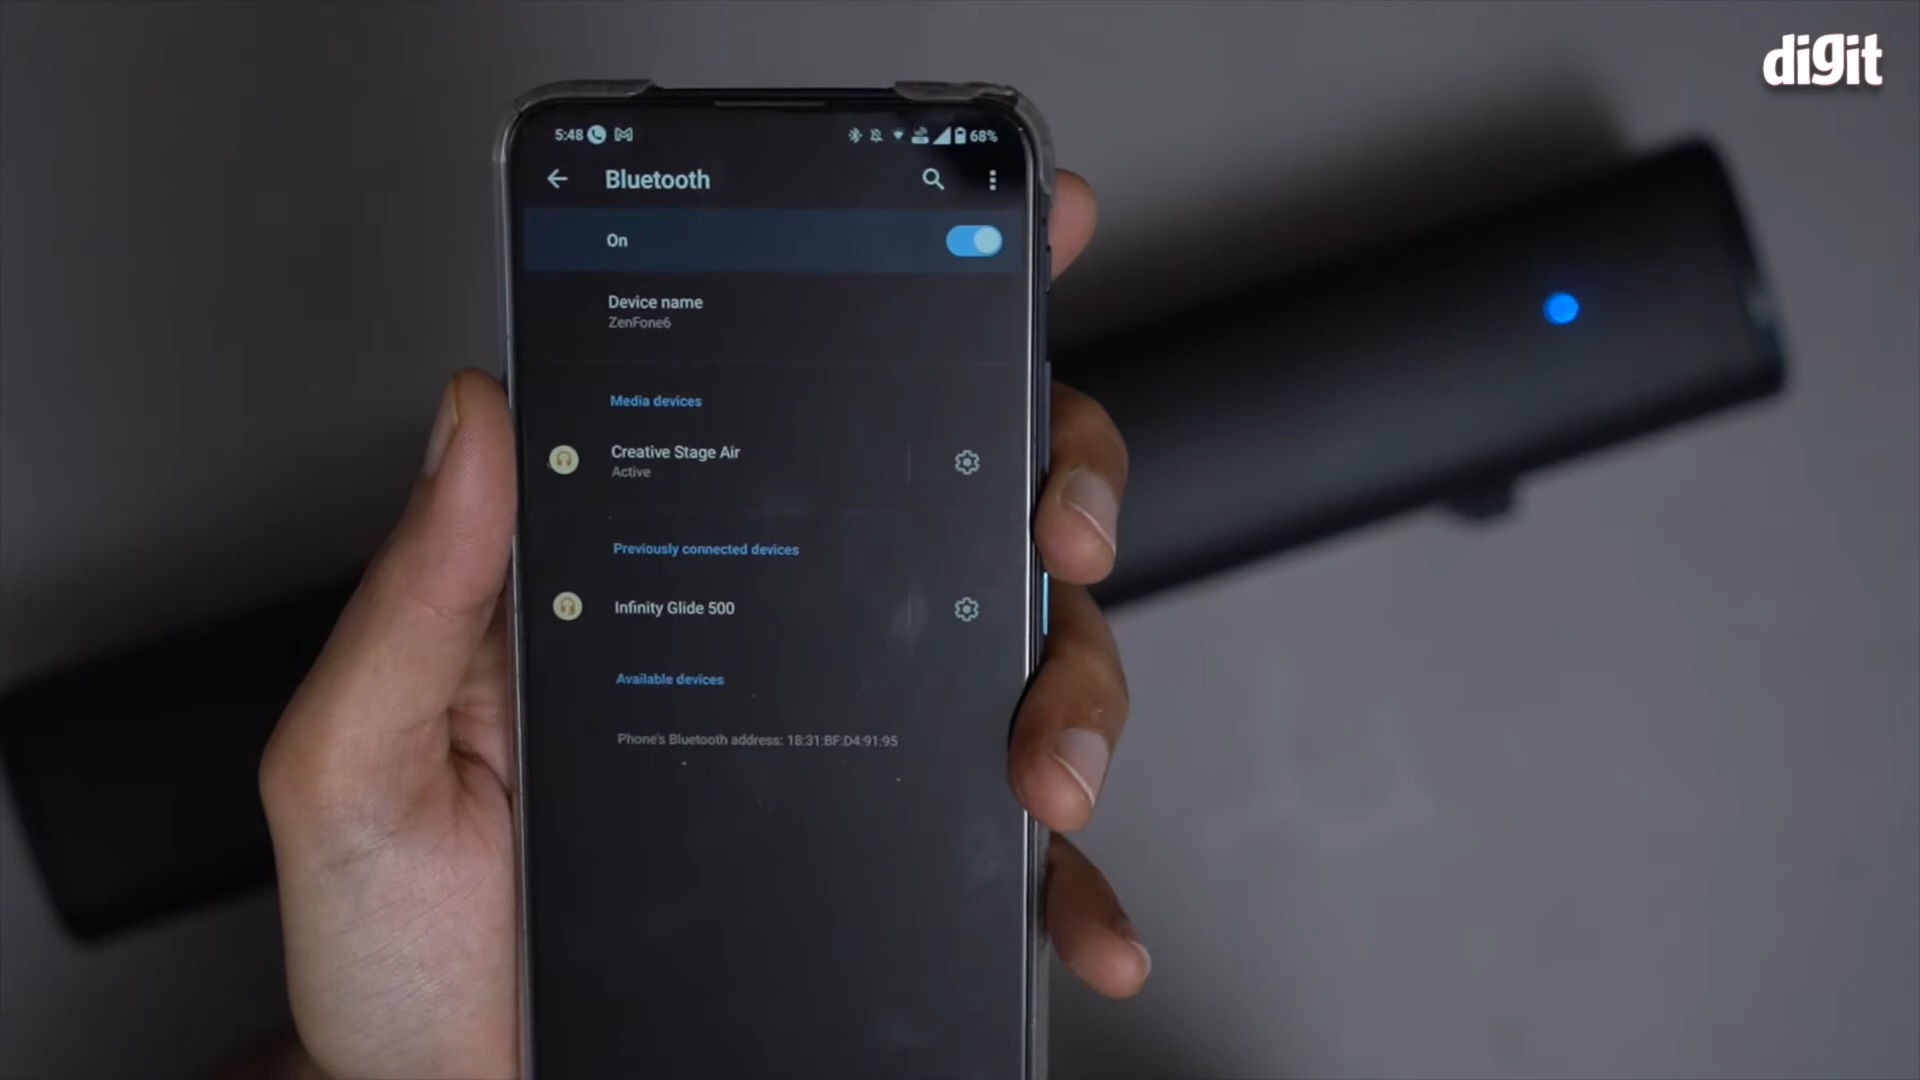 digit
5:48 68%
Bluetooth
On
Device name
ZenFone6
Media devices
Creative Stage Air
Active
Previously connected devices
Infinity Glide 500
Available devices
Phone's Bluetooth address: 18:31:BF:D4:91:95